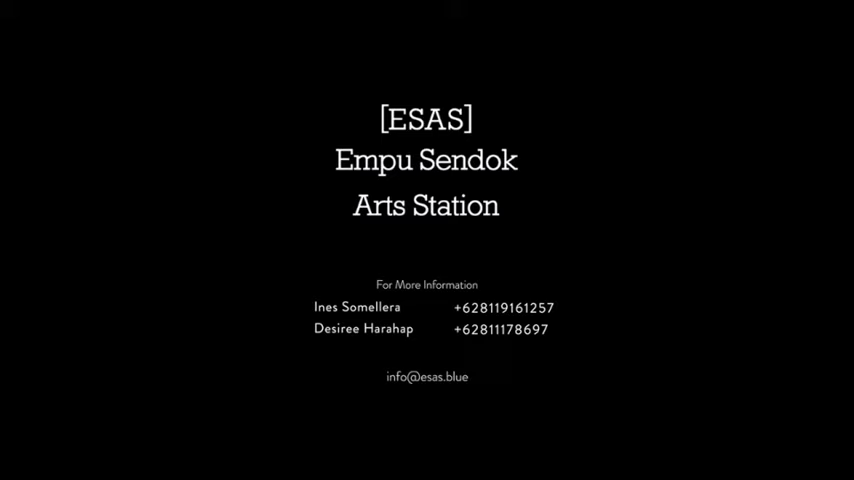 [ESAS]
Empu Sendok
Arts Station
For More Information
Ines Somellera +628119161257
Desiree Harahap +62811178697
info@esas.blue